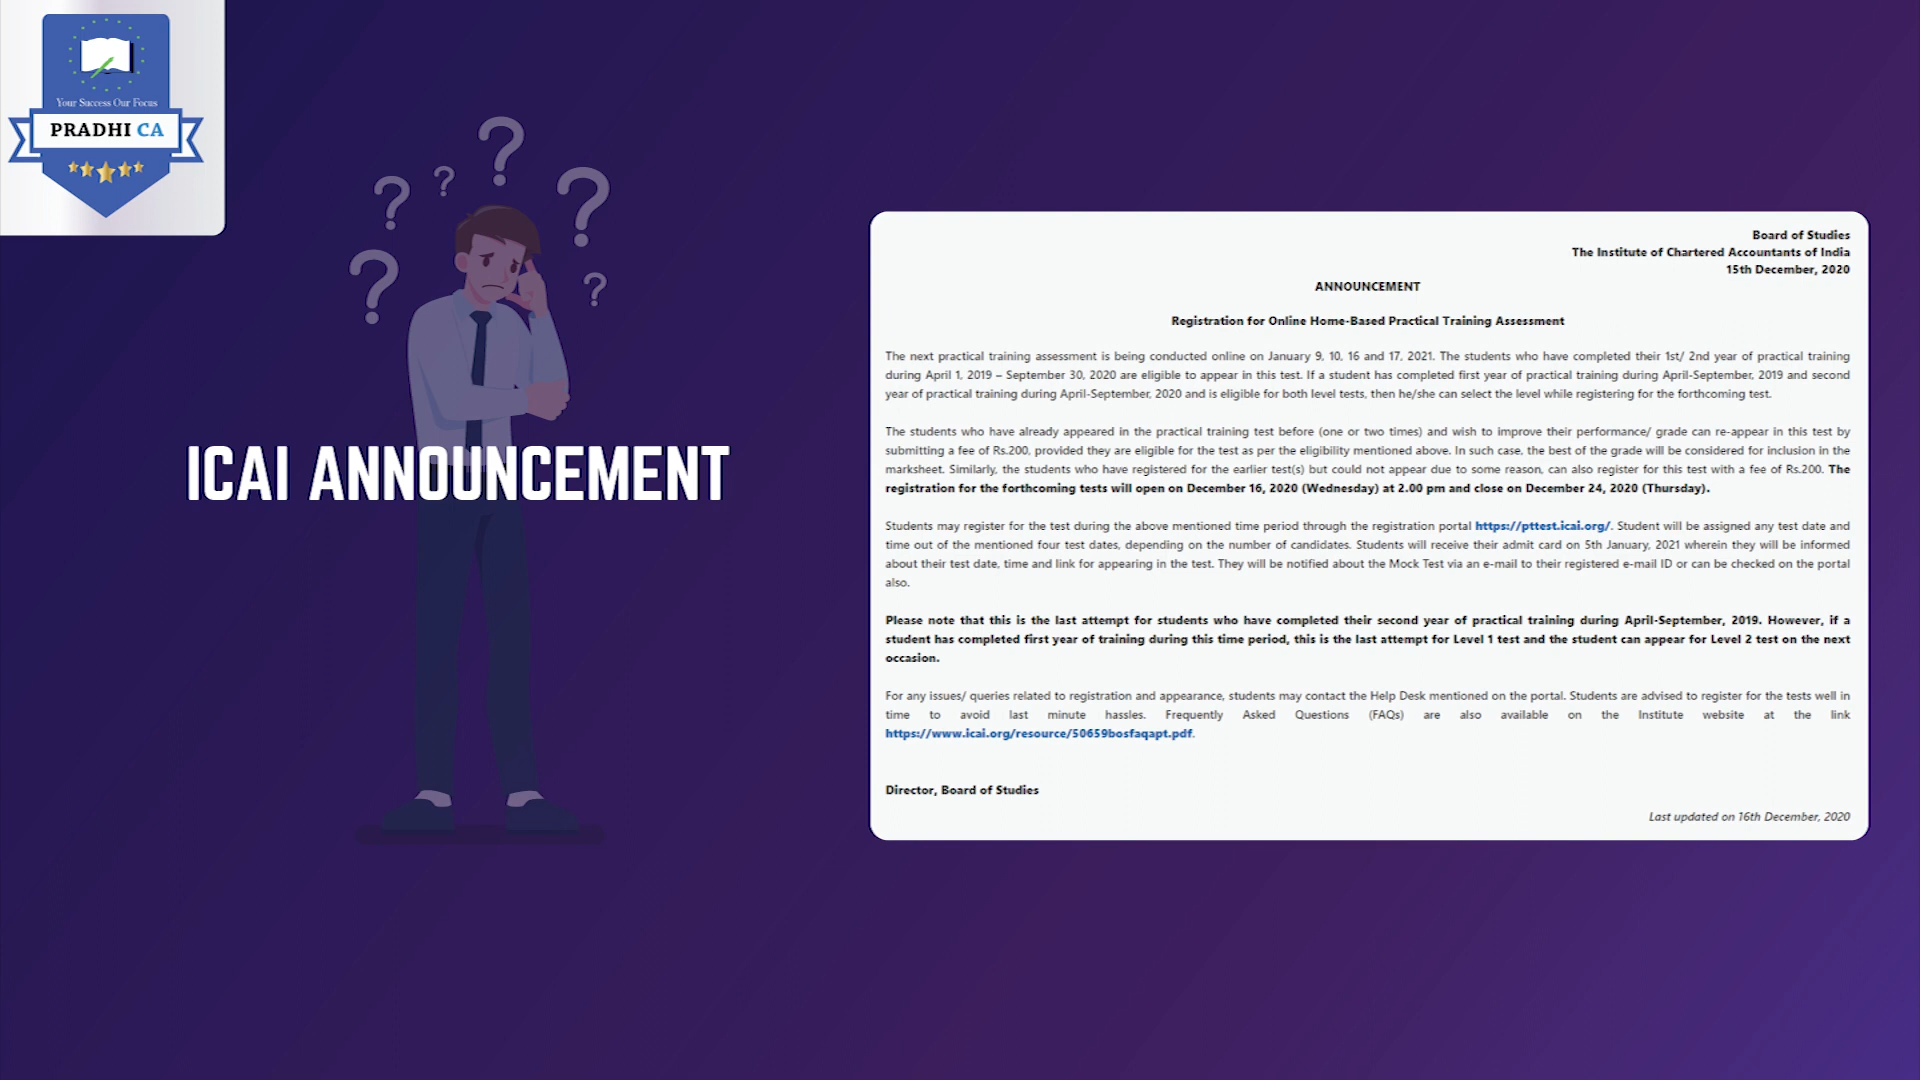 Your Success Our Focus
PRADHI CA
ICAI ANNOUNCEMENT
Board of Studies
The Institute of Chartered Accountants of India
15th December, 2020
ANNOUNCEMENT
Registration for Online Home-Based Practical Training Assessment
The next practical training assessment is being conducted online on January 9, 10, 16 and 17, 2021. The students who have completed their 1st/ 2nd year of practical training
during April 1, 2019 – September 30, 2020 are eligible to appear in this test. If a student has completed first year of practical training during April-September, 2019 and second
year of practical training during April-September, 2020 and is eligible for both level tests, then he/she can select the level while registering for the forthcoming test.
The students who have already appeared in the practical training test before (one or two times) and wish to improve their performance/ grade can re-appear in this test by
submitting a fee of Rs.200, provided they are eligible for the test as per the eligibility mentioned above. In such case, the best of the grade will be considered for inclusion in the
marksheet. Similarly, the students who have registered for the earlier test(s) but could not appear due to some reason, can also register for this test with a fee of Rs.200. The
registration for the forthcoming tests will open on December 16, 2020 (Wednesday) at 2.00 pm and close on December 24, 2020 (Thursday).
Students may register for the test during the above mentioned time period through the registration portal https://pttest.icai.org/. Student will be assigned any test date and
time out of the mentioned four test dates, depending on the number of candidates. Students will receive their admit card on 5th January, 2021 wherein they will be informed
about their test date, time and link for appearing in the test. They will be notified about the Mock Test via an e-mail to their registered e-mail ID or can be checked on the portal
also.
Please note that this is the last attempt for students who have completed their second year of practical training during April-September, 2019. However, if a
student has completed first year of training during this time period, this is the last attempt for Level 1 test and the student can appear for Level 2 test on the next
occasion.
For any issues/ queries related to registration and appearance, students may contact the Help Desk mentioned on the portal. Students are advised to register for the tests well in
time to avoid last minute hassles. Frequently Asked Questions (FAQs) are also available on the Institute website at the link
https://www.icai.org/resource/50659bosfaqapt.pdf.
Director, Board of Studies
Last updated on 16th December, 2020